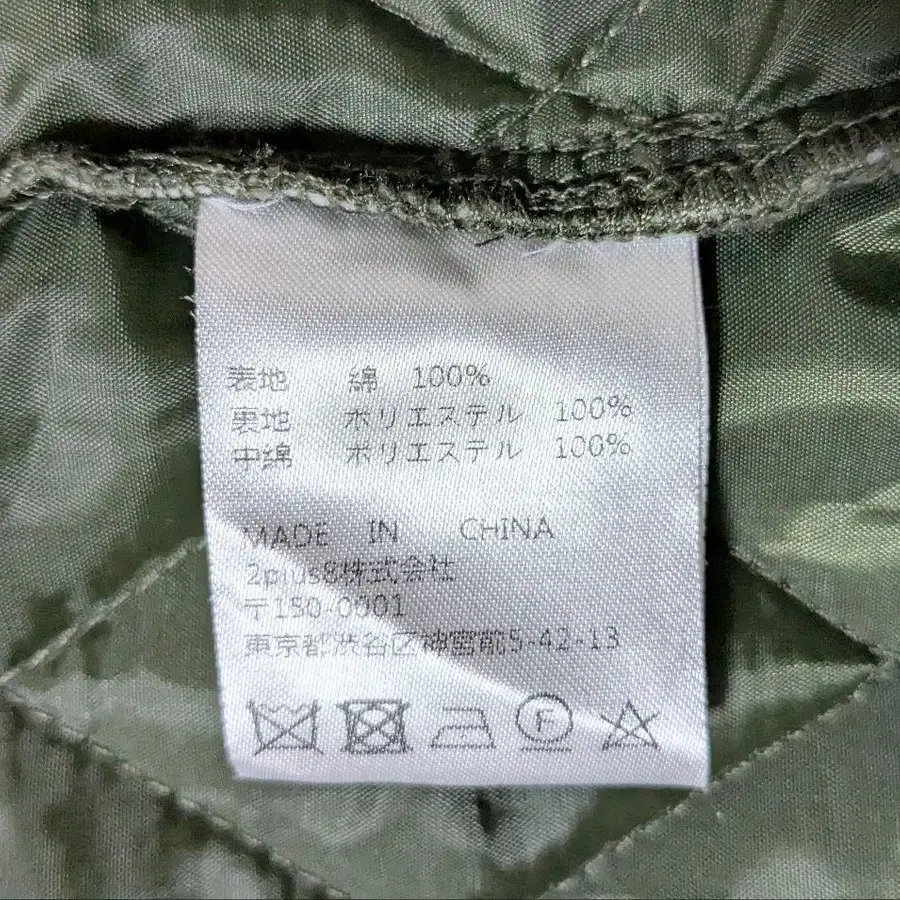 表地 綿 100%
裏地 ポリエステル 100%
中綿 ポリエステル 100%
MADE IN CHINA
2plus8株式会社
〒150-0001
東京都渋谷区神宮前5-42-13
F